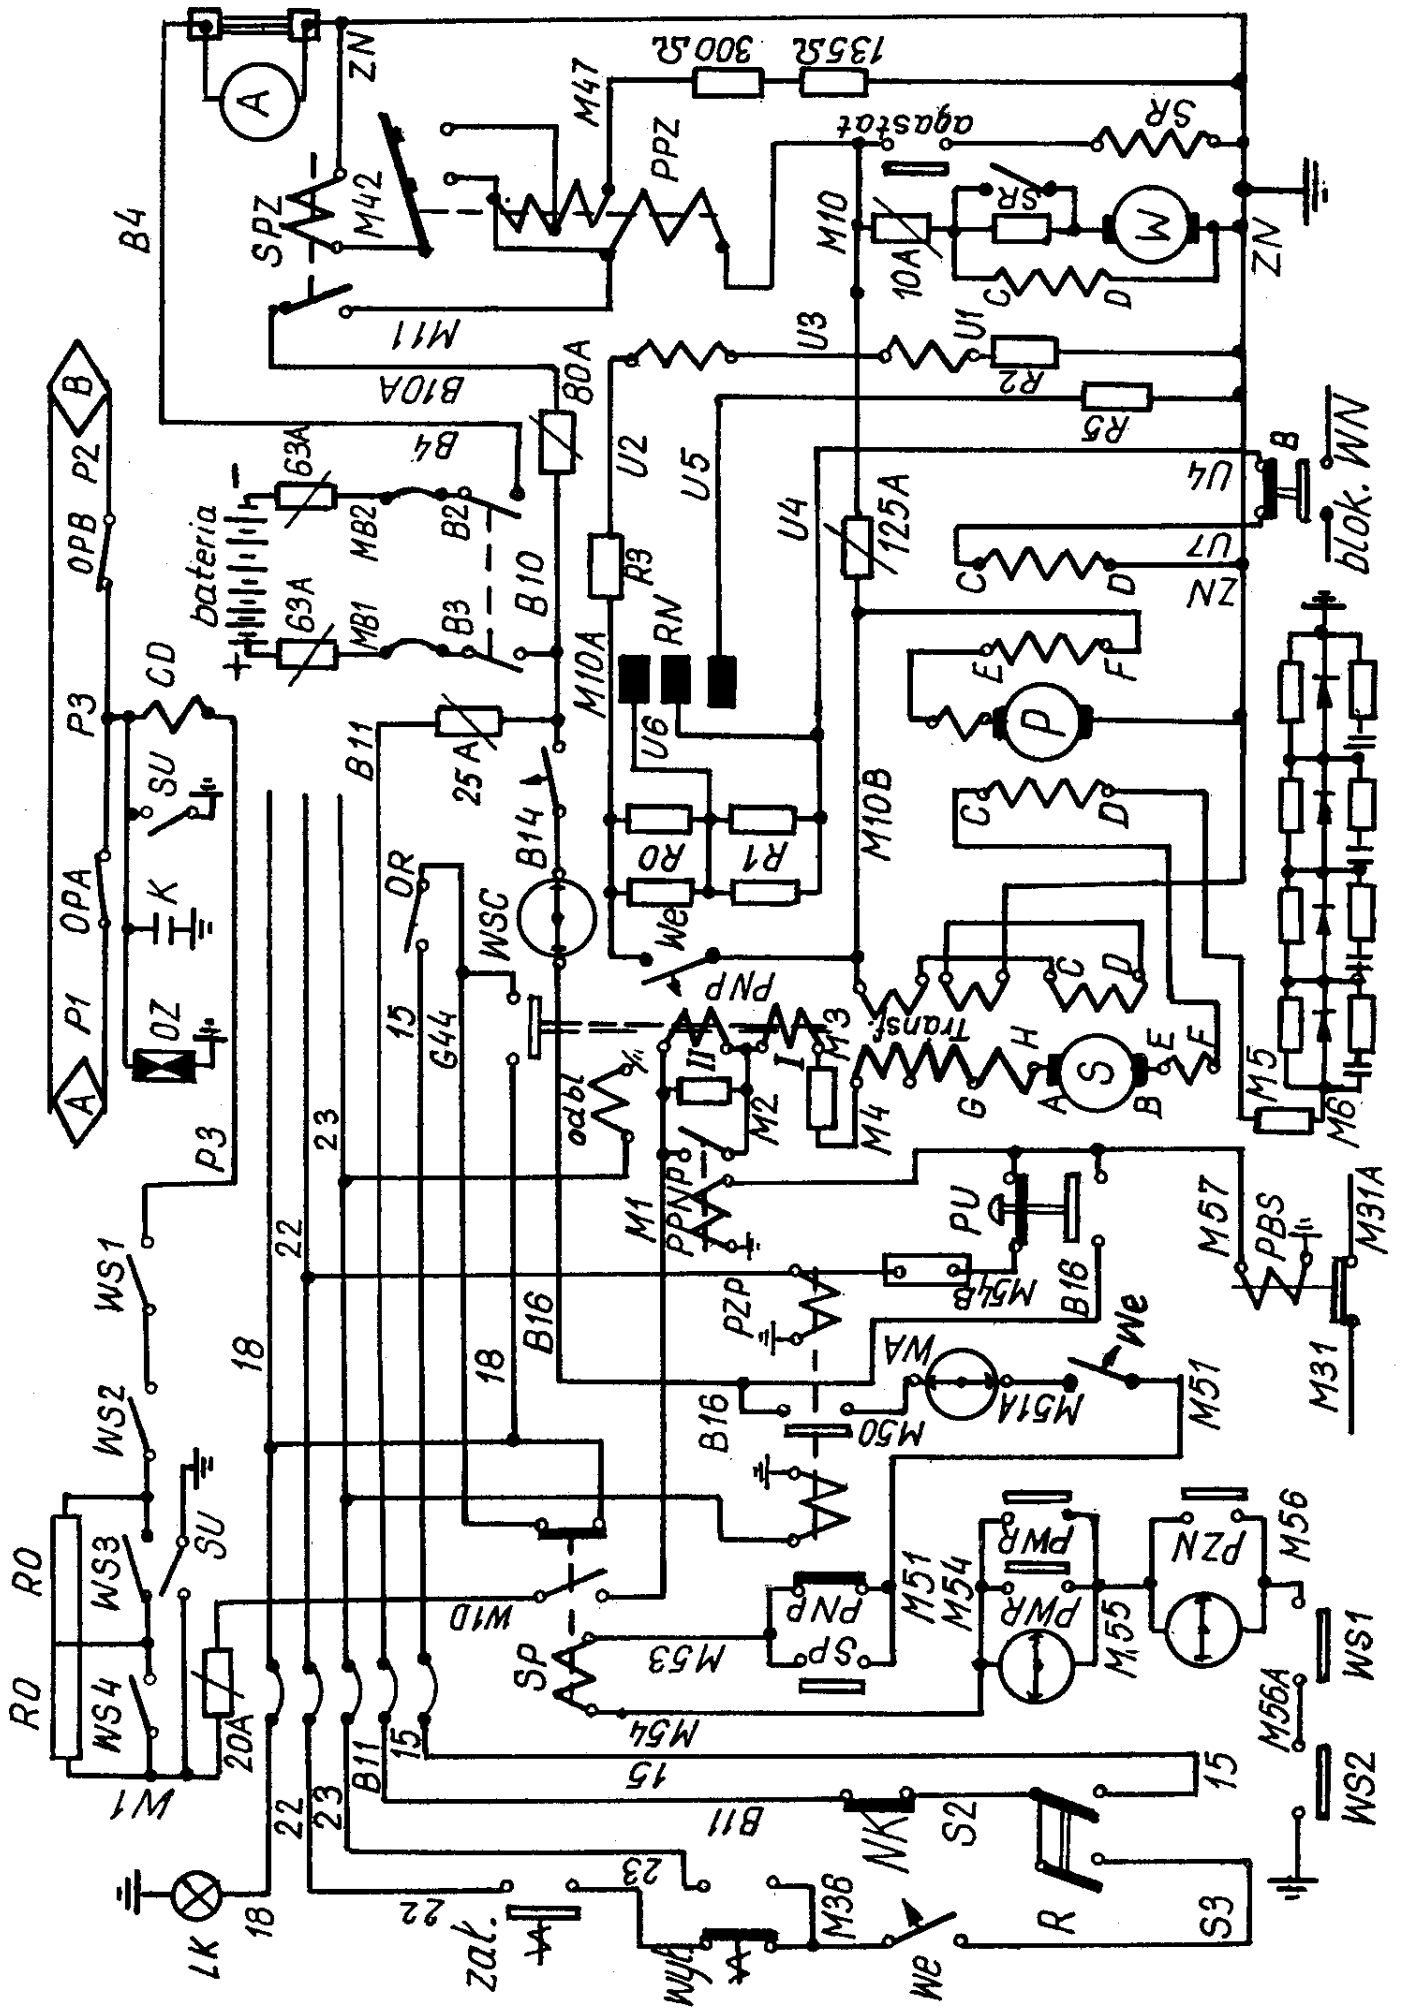 A
P1
OPA
P3
OPB
P2
B
OZ
K
SU
CD
bateria
+
-
63A
63A
MB1
MB2
B3
B2
B4
B4
A
ZN
SPZ
M42
M47
300Ω
135Ω
PPZ
M11
B10A
80A
B10
B11
25 A
B14
WSC
OR
15
G44
P3
WS1
WS2
WS3
WS4
RO
RO
SU
W1
20A
W1D
18
22
23
18
B16
odbł
M10A
R3
U2
RN
U6
U5
R0
R1
We
PNP
II
I
M2
M3
M4
M1
PPNP
M10
agastat
SR
10A
SR
M
C
D
ZN
U3
U1
R2
R5
U4
U4
125A
U7
ZN
C
D
B
blok. WN
M10B
E
F
P
C
D
Transf.
C
D
G
H
A
S
B
E
F
M5
M6
PZP
PU
M54B
B16
M57
PBS
M31
M31A
B16
M50
WA
M51A
We
M51
SP
M53
M54
PNP
SP
M51
M54
PWR
PWR
M55
PZN
M56
M56A
WS1
WS2
LK
18
22
23
B11
15
22
zał.
23
wył.
M3B
We
B11
15
NK
S2
R
S3
15